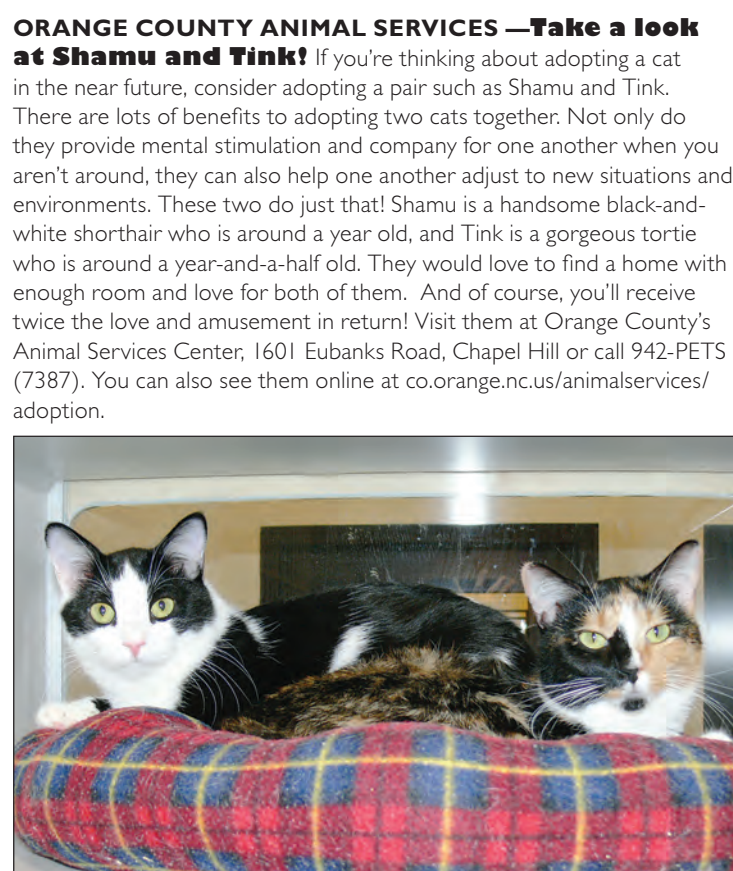 ORANGE COUNTY ANIMAL SERVICES —Take a look
at Shamu and Tink! If you’re thinking about adopting a cat
in the near future, consider adopting a pair such as Shamu and Tink.
There are lots of benefits to adopting two cats together. Not only do
they provide mental stimulation and company for one another when you
aren’t around, they can also help one another adjust to new situations and
environments. These two do just that! Shamu is a handsome black-and-
white shorthair who is around a year old, and Tink is a gorgeous tortie
who is around a year-and-a-half old. They would love to find a home with
enough room and love for both of them.  And of course, you’ll receive
twice the love and amusement in return! Visit them at Orange County’s
Animal Services Center, 1601 Eubanks Road, Chapel Hill or call 942-PETS
(7387). You can also see them online at co.orange.nc.us/animalservices/
adoption.